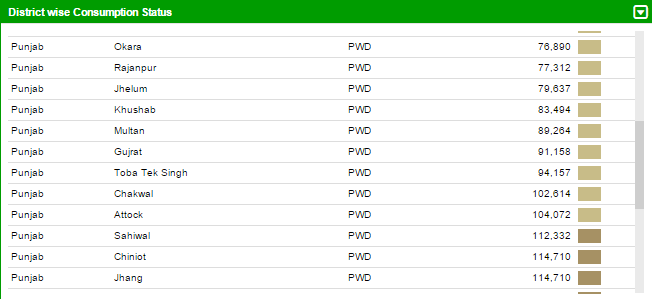 District wise Consumption Status
Punjab Okara PWD 76,890
Punjab Rajanpur PWD 77,312
Punjab Jhelum PWD 79,637
Punjab Khushab PWD 83,494
Punjab Multan PWD 89,264
Punjab Gujrat PWD 91,158
Punjab Toba Tek Singh PWD 94,157
Punjab Chakwal PWD 102,614
Punjab Attock PWD 104,072
Punjab Sahiwal PWD 112,332
Punjab Chiniot PWD 114,710
Punjab Jhang PWD 114,710